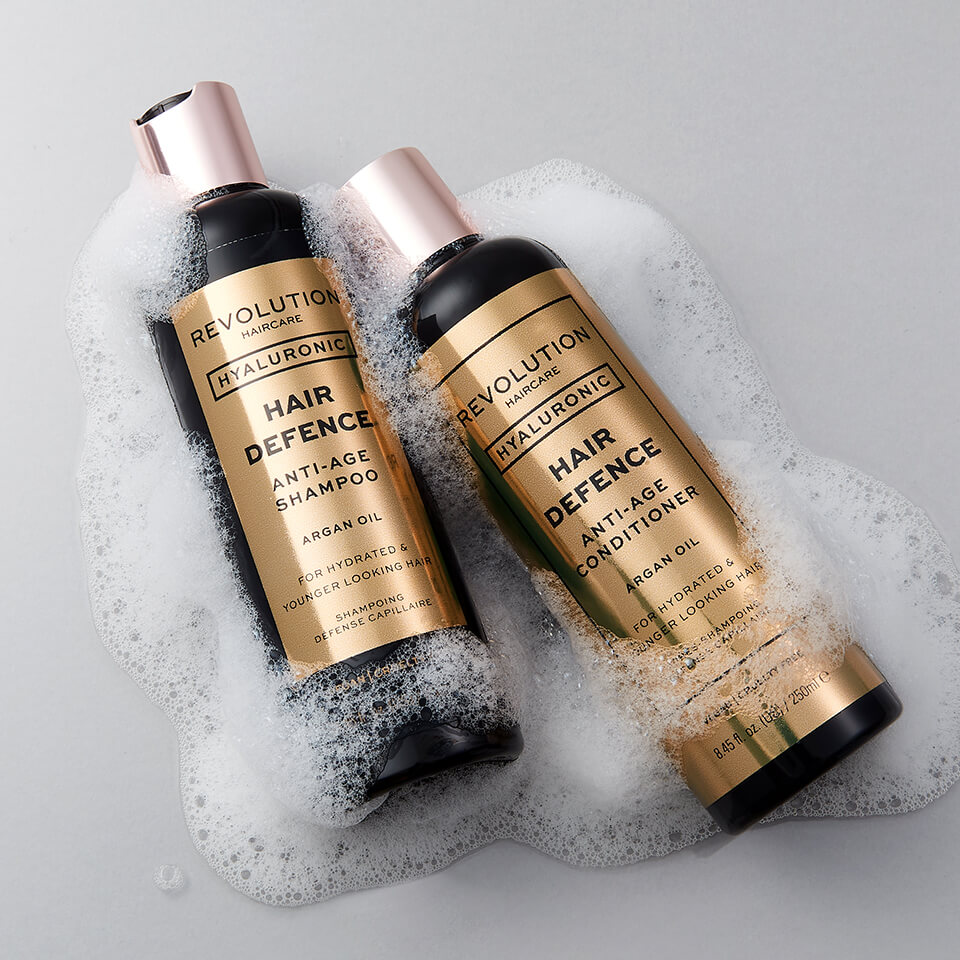 REVOLUTION
HAIRCARE
HYALURONIC
HAIR
DEFENCE
ANTI-AGE
SHAMPOO
ARGAN OIL
FOR HYDRATED &
YOUNGER LOOKING HAIR
SHAMPOING
DEFENSE CAPILLAIRE
REVOLUTION
HAIRCARE
HYALURONIC
HAIR
DEFENCE
ANTI-AGE
CONDITIONER
ARGAN OIL
FOR HYDRATED &
YOUNGER LOOKING HAIR
SHAMPOING
CAPILLAIRE
8.45 fl. oz. (US) / 250ml e